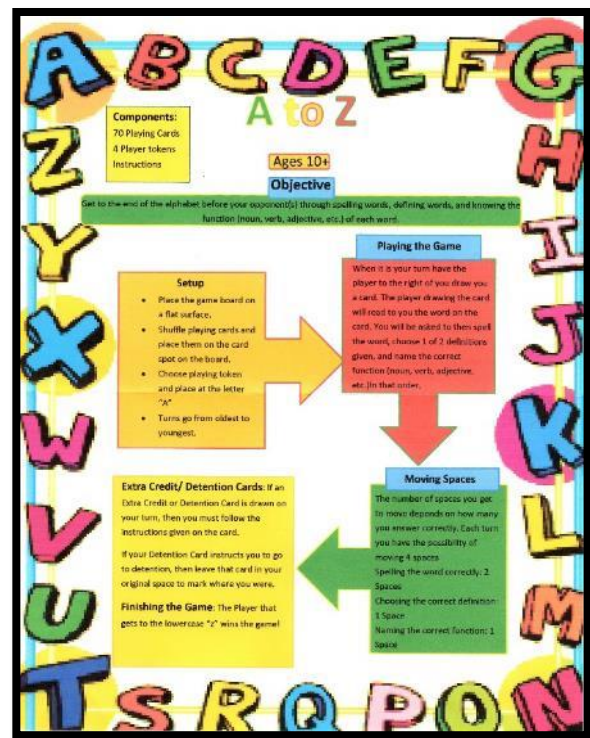 A B C D E F G
H
I
J
K
L
M
N
O
P
Q
R
S
T
U
V
W
X
Y
Z
A to Z
Components:
70 Playing Cards
4 Player tokens
Instructions
Ages 10+
Objective
Get to the end of the alphabet before your opponent(s) through spelling words, defining words, and knowing the
function (noun, verb, adjective, etc.) of each word.
Setup
• Place the game board on
a flat surface.
• Shuffle playing cards and
place them on the card
spot on the board.
• Choose playing token
and place at the letter
"A"
• Turns go from oldest to
youngest.
Playing the Game
When it is your turn have the
player to the right of you draw you
a card. The player drawing the card
will read to you the word on the
card. You will be asked to then spell
the word, choose 1 of 2 definitions
given, and name the correct
function (noun, verb, adjective,
etc.)in that order.
Moving Spaces
The number of spaces you get
to move depends on how many
you answer correctly. Each turn
you have the possibility of
moving 4 spaces
Spelling the word correctly: 2
Spaces
Choosing the correct definition:
1 Space
Naming the correct function: 1
Space
Extra Credit/ Detention Cards: If an
Extra Credit or Detention Card is drawn on
your turn, then you must follow the
instructions given on the card.
If your Detention Card instructs you to go
to detention, then leave that card in your
original space to mark where you were.
Finishing the Game: The Player that
gets to the lowercase "z" wins the game!